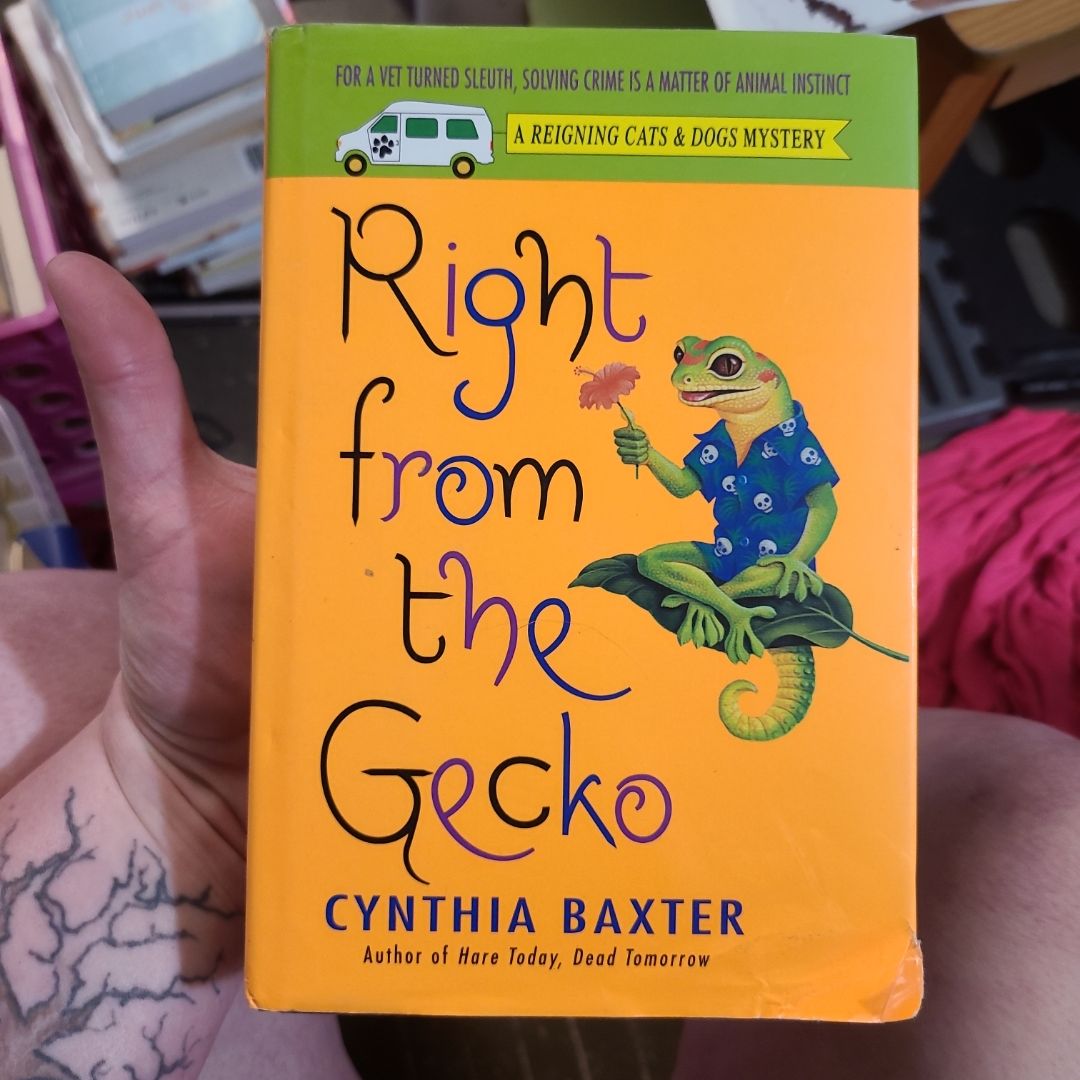 FOR A VET TURNED SLEUTH, SOLVING CRIME IS A MATTER OF ANIMAL INSTINCT
A REIGNING CATS & DOGS MYSTERY
Right
from
the
Gecko
CYNTHIA BAXTER
Author of Hare Today, Dead Tomorrow